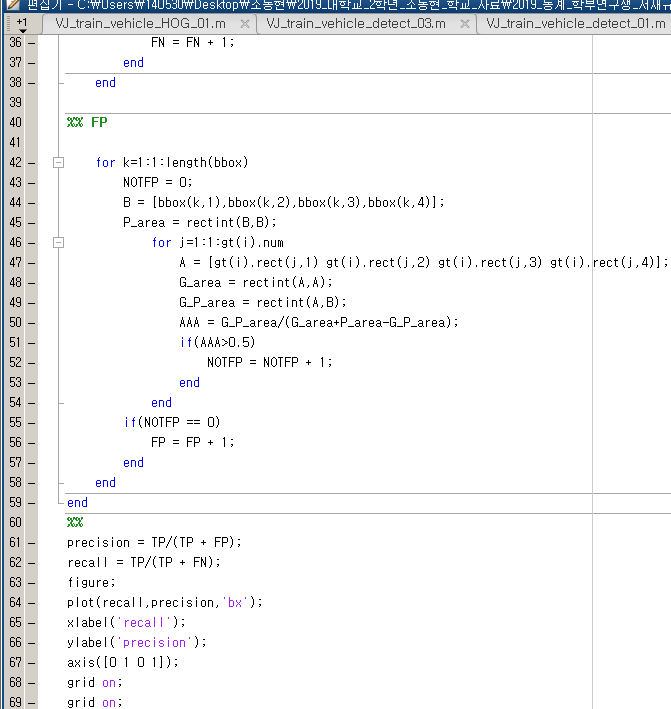 편집기 - C:₩Users₩140530₩Desktop₩소동현₩2019_대학교_2학년_소동현_학교_자료₩2019_동계_학부연구생_서재규
+1 VJ_train_vehicle_HOG_01.m VJ_train_vehicle_detect_03.m VJ_train_vehicle_detect_01.m
36 – FN = FN + 1;
37 – end
38 – end
39
40 %% FP
41
42 – for k=1:1:length(bbox)
43 – NOTFP = 0;
44 – B = [bbox(k,1),bbox(k,2),bbox(k,3),bbox(k,4)];
45 – P_area = rectint(B,B);
46 – for j=1:1:gt(i).num
47 – A = [gt(i).rect(j,1) gt(i).rect(j,2) gt(i).rect(j,3) gt(i).rect(j,4)];
48 – G_area = rectint(A,A);
49 – G_P_area = rectint(A,B);
50 – AAA = G_P_area/(G_area+P_area-G_P_area);
51 – if(AAA>0.5)
52 – NOTFP = NOTFP + 1;
53 – end
54 – end
55 – if(NOTFP == 0)
56 – FP = FP + 1;
57 – end
58 – end
59 – end
60 %%
61 – precision = TP/(TP + FP);
62 – recall = TP/(TP + FN);
63 – figure;
64 – plot(recall,precision,'bx');
65 – xlabel('recall');
66 – ylabel('precision');
67 – axis([0 1 0 1]);
68 – grid on;
69 – grid on;